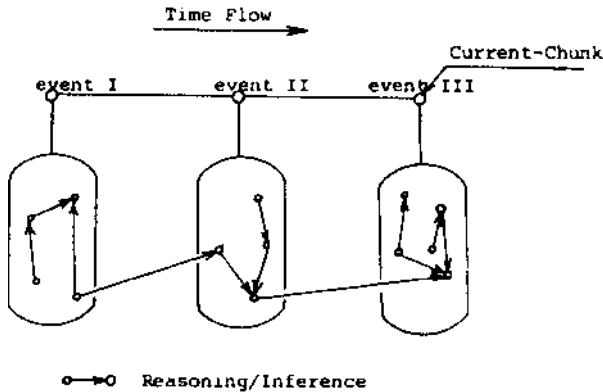 Time Flow
Current-Chunk
event I
event II
event III
Reasoning/Inference